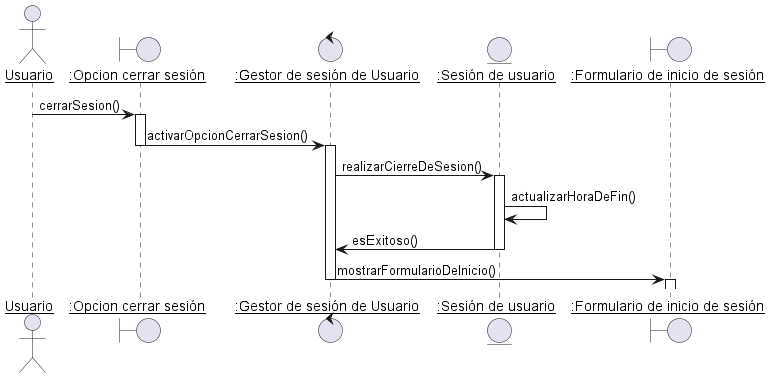 Usuario
:Opcion cerrar sesión
:Gestor de sesión de Usuario
:Sesión de usuario
:Formulario de inicio de sesión
cerrarSesion()
activarOpcionCerrarSesion()
realizarCierreDeSesion()
actualizarHoraDeFin()
esExitoso()
mostrarFormularioDeInicio()
Usuario
:Opcion cerrar sesión
:Gestor de sesión de Usuario
:Sesión de usuario
:Formulario de inicio de sesión